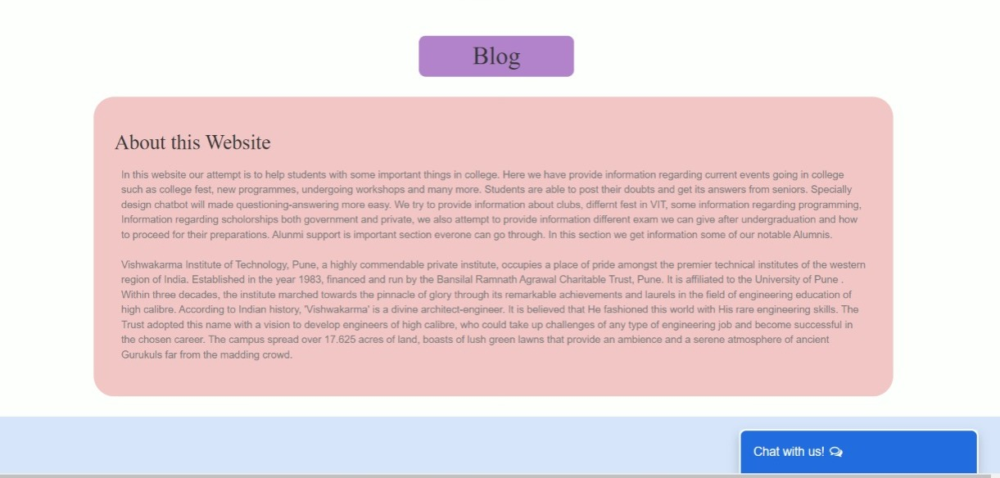 Blog
About this Website
In this website our attempt is to help students with some important things in college. Here we have provide information regarding current events going in college
such as college fest, new programmes, undergoing workshops and many more. Students are able to post their doubts and get its answers from seniors. Specially
design chatbot will made questioning-answering more easy. We try to provide information about clubs, differnt fest in VIT, some information regarding programming,
Information regarding scholorships both government and private, we also attempt to provide information different exam we can give after undergraduation and how
to proceed for their preparations. Alunmi support is important section everone can go through. In this section we get information some of our notable Alumnis.
Vishwakarma Institute of Technology, Pune, a highly commendable private institute, occupies a place of pride amongst the premier technical institutes of the western
region of India. Established in the year 1983, financed and run by the Bansilal Ramnath Agrawal Charitable Trust, Pune. It is affiliated to the University of Pune .
Within three decades, the institute marched towards the pinnacle of glory through its remarkable achievements and laurels in the field of engineering education of
high calibre. According to Indian history, 'Vishwakarma' is a divine architect-engineer. It is believed that He fashioned this world with His rare engineering skills. The
Trust adopted this name with a vision to develop engineers of high calibre, who could take up challenges of any type of engineering job and become successful in
the chosen career. The campus spread over 17.625 acres of land, boasts of lush green lawns that provide an ambience and a serene atmosphere of ancient
Gurukuls far from the madding crowd.
Chat with us!